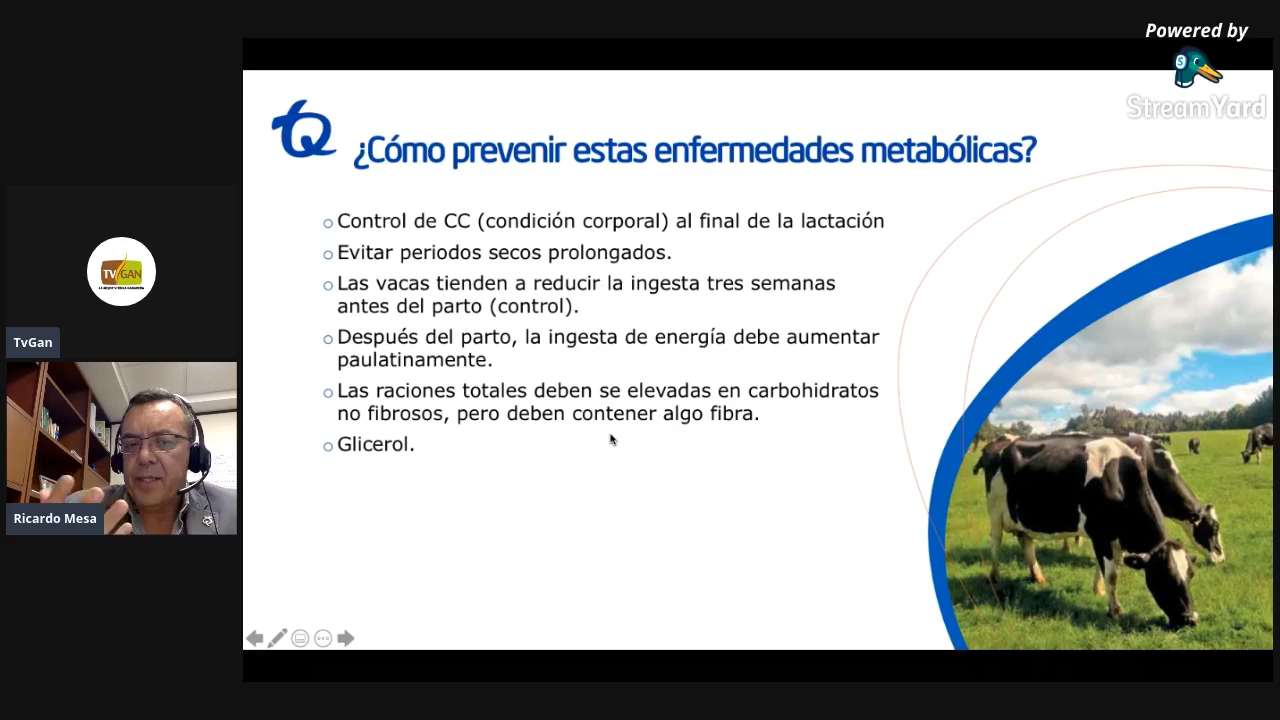 Powered by
StreamYard
TQ
¿Cómo prevenir estas enfermedades metabólicas?
Control de CC (condición corporal) al final de la lactación
Evitar periodos secos prolongados.
Las vacas tienden a reducir la ingesta tres semanas
antes del parto (control).
Después del parto, la ingesta de energía debe aumentar
paulatinamente.
Las raciones totales deben se elevadas en carbohidratos
no fibrosos, pero deben contener algo fibra.
Glicerol.
TV GAN
TvGan
Ricardo Mesa